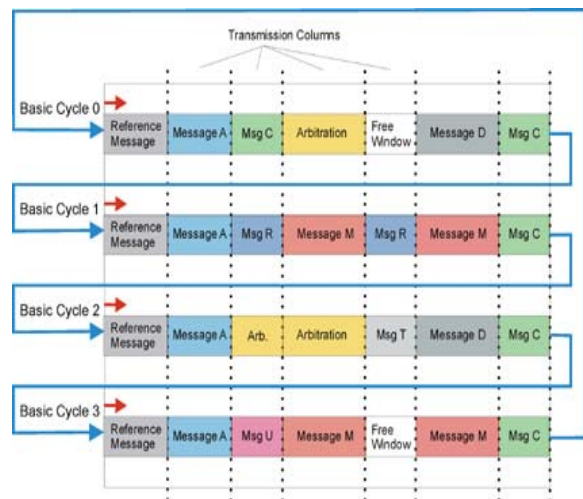 Transmission Columns
Basic Cycle 0
Reference
Message
Message A
Msg C
Arbitration
Free
Window
Message D
Msg C
Basic Cycle 1
Reference
Message
Message A
Msg R
Message M
Msg R
Message M
Msg C
Basic Cycle 2
Reference
Message
Message A
Arb.
Arbitration
Msg T
Message D
Msg C
Basic Cycle 3
Reference
Message
Message A
Msg U
Message M
Free
Window
Message M
Msg C